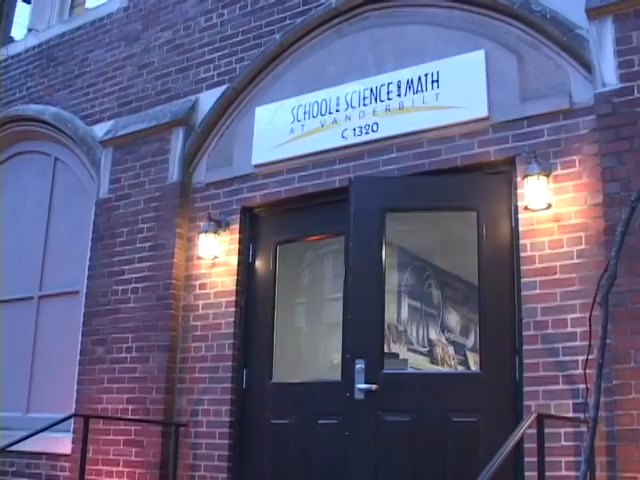 SCHOOL FOR SCIENCE AND MATH
AT VANDERBILT
C 1320